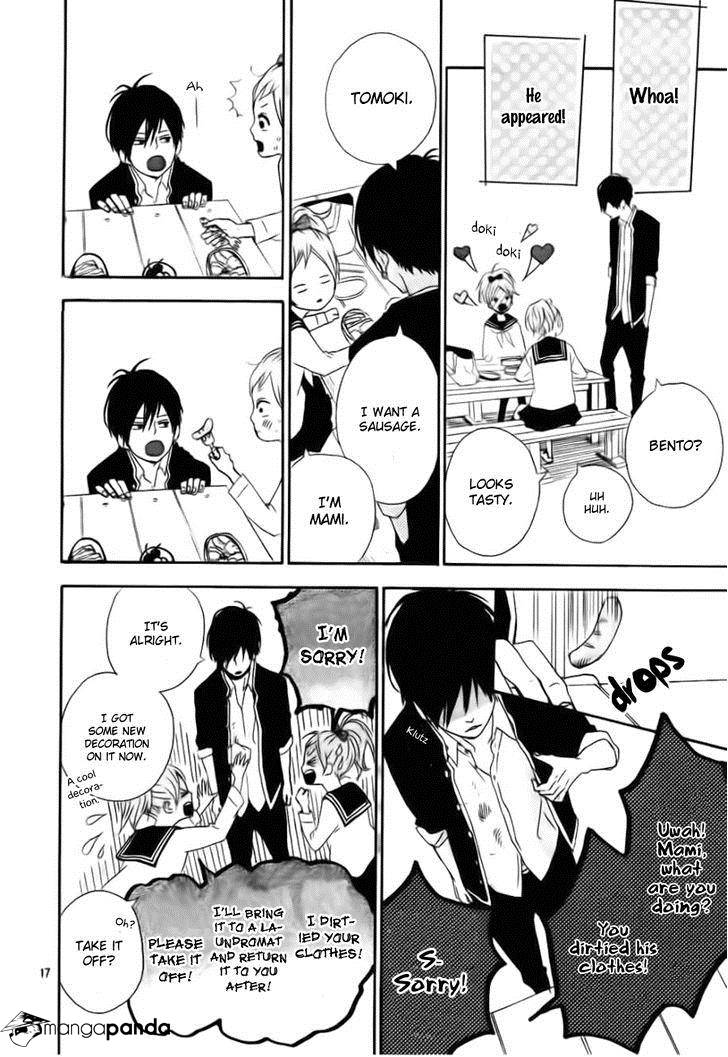 Whoa!
He
appeared!
doki
doki
BENTO?
UH
HUH.
LOOKS
TASTY.
TOMOKI.
I WANT A
SAUSAGE.
I'M
MAMI.
Ah
drops
Klutz
Uwah!
Mami,
what
are you
doing?
You
dirtied his
clothes!
S-
Sorry!
I'M
SORRY!
IT'S
ALRIGHT.
I GOT
SOME NEW
DECORATION
ON IT NOW.
A cool
decora-
tion.
I DIRT-
IED YOUR
CLOTHES!
I'LL BRING
IT TO A LA-
UNDROMAT
AND RETURN
IT TO YOU
AFTER!
PLEASE
TAKE IT
OFF!
Oh?
TAKE IT
OFF?
17
mangapanda